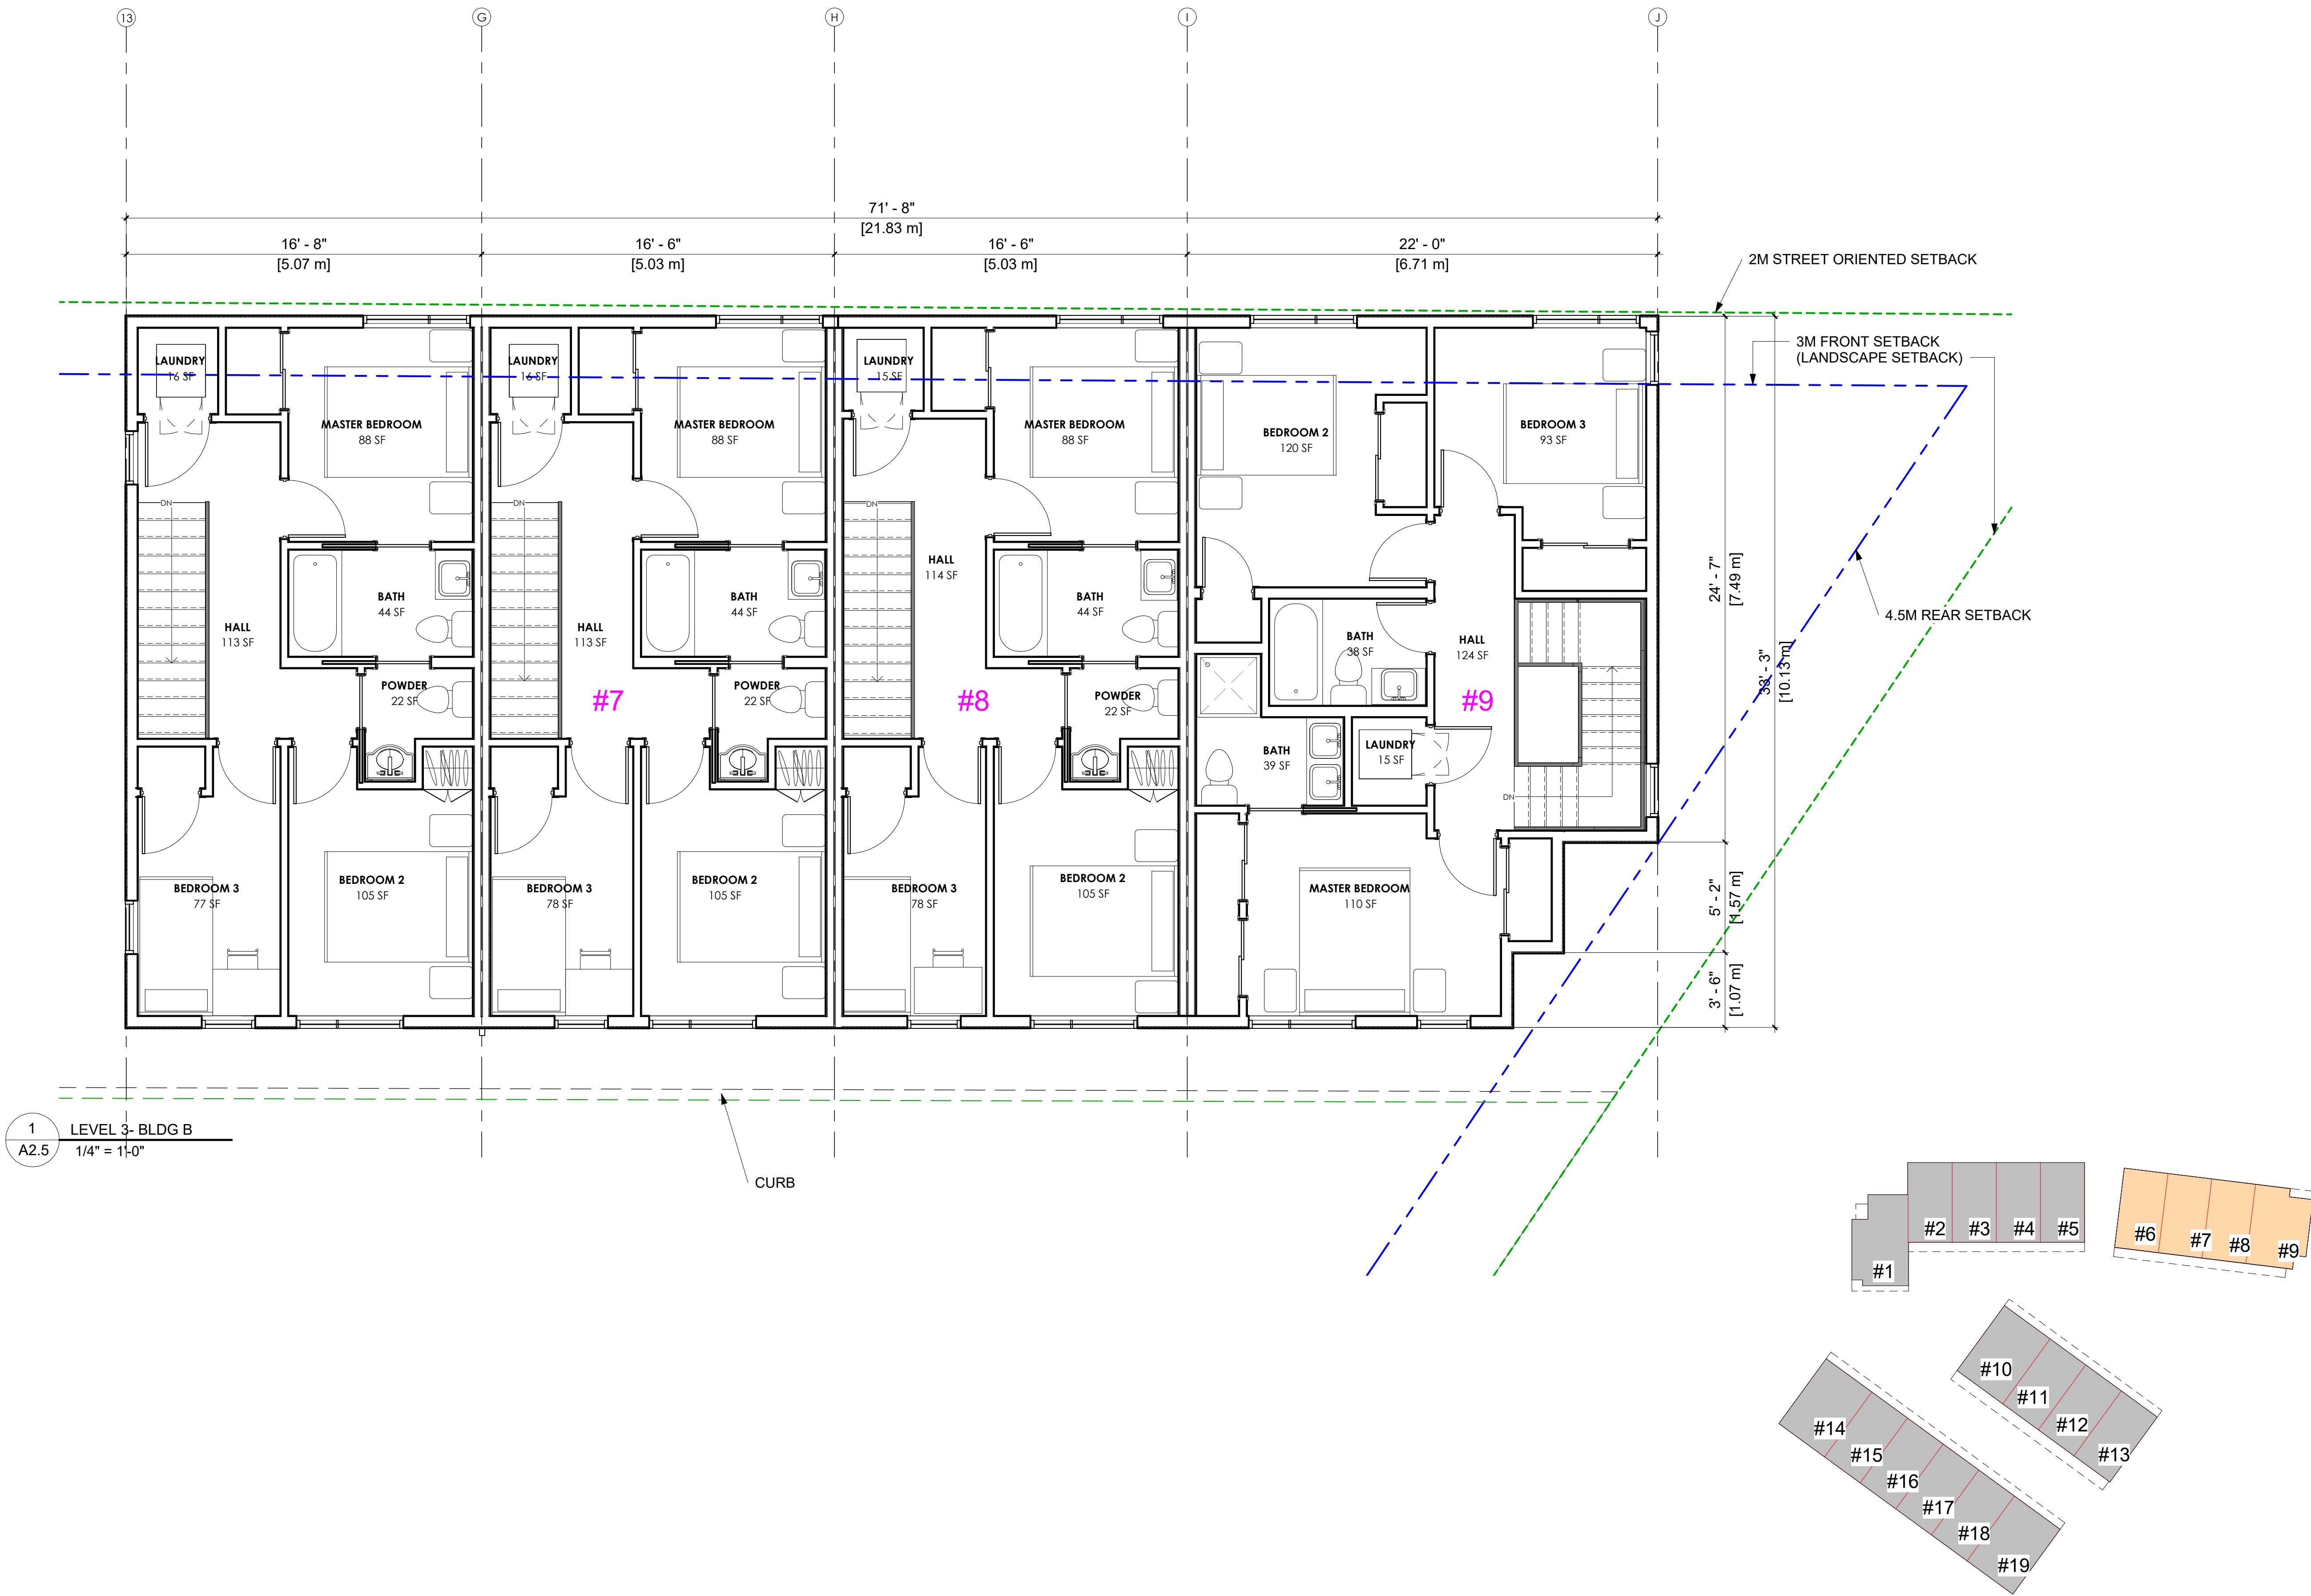 13
G
H
I
J
71' - 8"
[21.83 m]
16' - 8"
[5.07 m]
16' - 6"
[5.03 m]
16' - 6"
[5.03 m]
22' - 0"
[6.71 m]
2M STREET ORIENTED SETBACK
3M FRONT SETBACK
(LANDSCAPE SETBACK)
4.5M REAR SETBACK
24' - 7"
[7.49 m]
33' - 3"
[10.13 m]
5' - 2"
[1.57 m]
3' - 6"
[1.07 m]
LAUNDRY
16 SF
MASTER BEDROOM
88 SF
DN
BATH
44 SF
HALL
113 SF
POWDER
22 SF
BEDROOM 3
77 SF
BEDROOM 2
105 SF
LAUNDRY
16 SF
MASTER BEDROOM
88 SF
DN
BATH
44 SF
HALL
113 SF
#7
POWDER
22 SF
BEDROOM 3
78 SF
BEDROOM 2
105 SF
LAUNDRY
15 SF
MASTER BEDROOM
88 SF
DN
HALL
114 SF
BATH
44 SF
#8
POWDER
22 SF
BEDROOM 3
78 SF
BEDROOM 2
105 SF
BEDROOM 2
120 SF
BEDROOM 3
93 SF
BATH
38 SF
HALL
124 SF
#9
BATH
39 SF
LAUNDRY
15 SF
DN
MASTER BEDROOM
110 SF
1
A2.5
LEVEL 3- BLDG B
1/4" = 1'-0"
CURB
#1
#2
#3
#4
#5
#6
#7
#8
#9
#10
#11
#12
#13
#14
#15
#16
#17
#18
#19